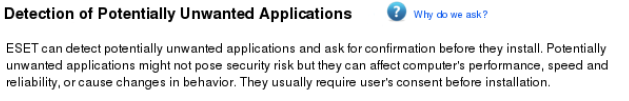 Detection of Potentially Unwanted Applications
? Why do we ask?
ESET can detect potentially unwanted applications and ask for confirmation before they install. Potentially
unwanted applications might not pose security risk but they can affect computer's performance, speed and
reliability, or cause changes in behavior. They usually require user's consent before installation.